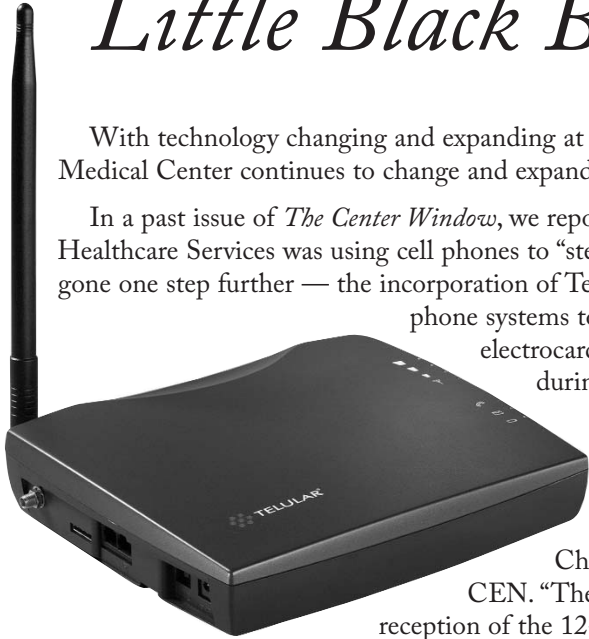 Little Black B
With technology changing and expanding at
Medical Center continues to change and expand
In a past issue of The Center Window, we repo
Healthcare Services was using cell phones to “ste
gone one step further — the incorporation of Te
phone systems t
electrocard
durin
TELULAR
Ch
CEN. “The
reception of the 12